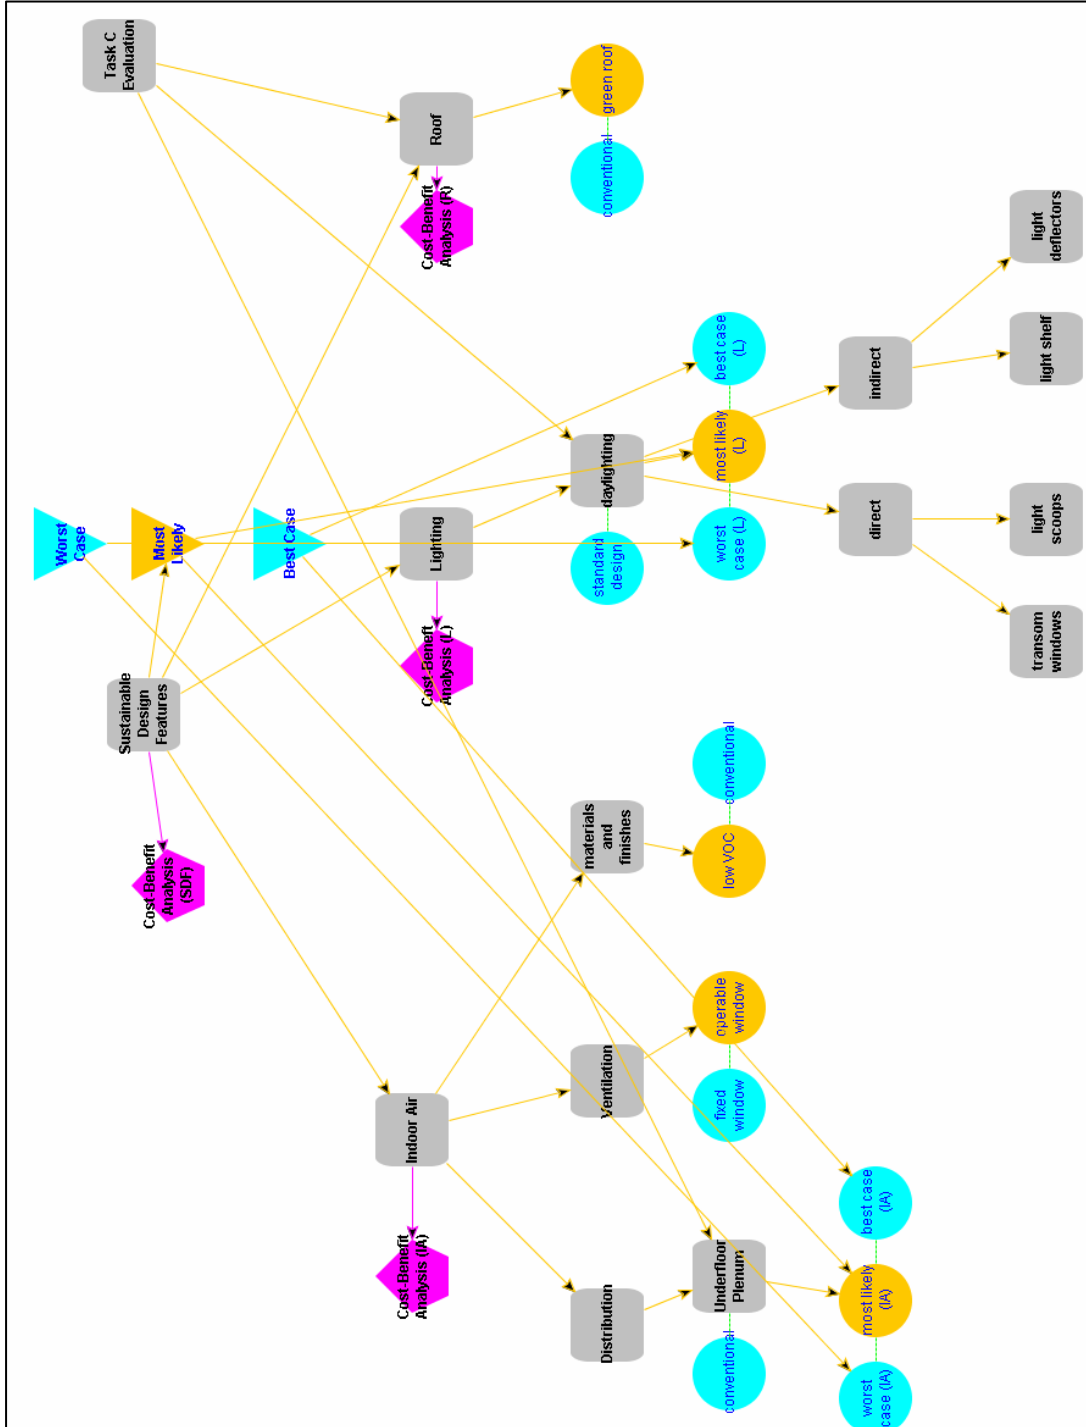 Task C
Evaluation
Worst
Case
Most
Likely
Best Case
Sustainable
Design
Features
Cost-Benefit
Analysis
(SDF)
Roof
Cost-Benefit
Analysis (R)
green roof
conventional
Lighting
Cost-Benefit
Analysis (L)
daylighting
standard
design
best case
(L)
most likely
(L)
worst
case (L)
indirect
direct
light
deflectors
light shelf
light
scoops
transom
windows
Indoor Air
Cost-Benefit
Analysis (IA)
materials
and
finishes
conventional
low VOC
Ventilation
operable
window
fixed
window
Distribution
Underfloor
Plenum
conventional
best case
(IA)
most likely
(IA)
worst
case (IA)